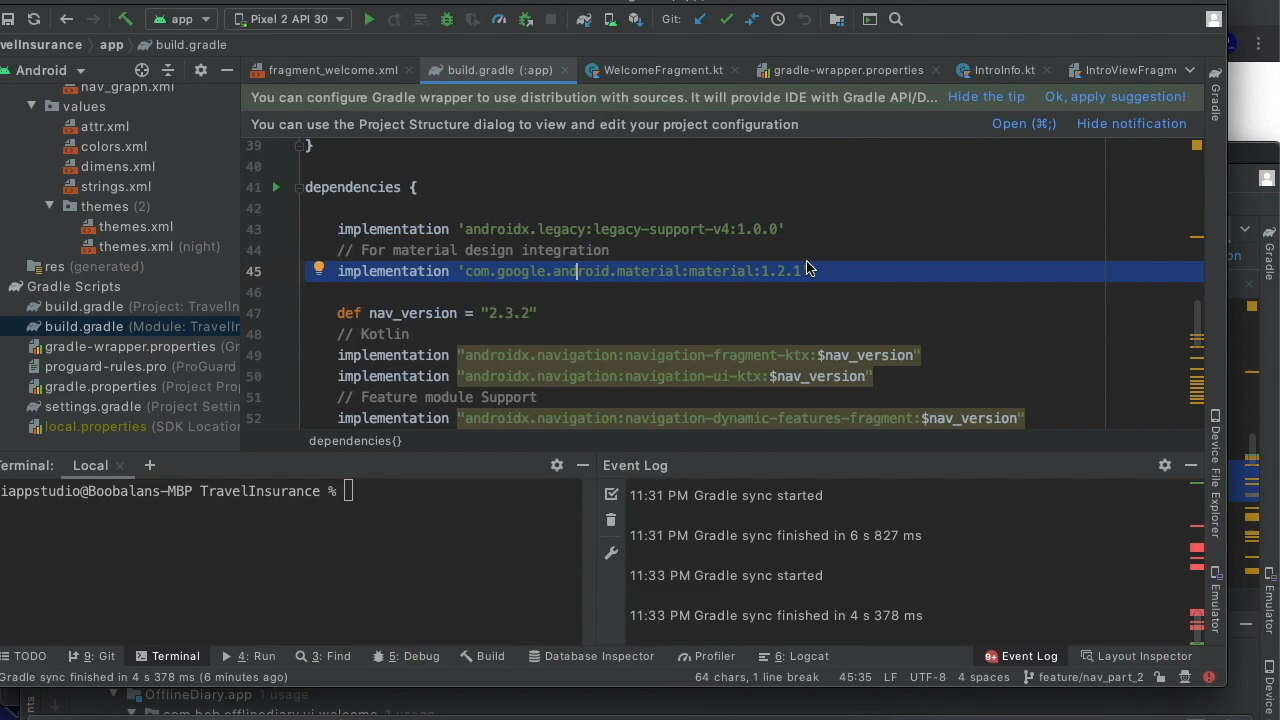 app
Pixel 2 API 30
Git:
velInsurance
app
build.gradle
Android
fragment_welcome.xml
build.gradle (:app)
WelcomeFragment.kt
gradle-wrapper.properties
IntroInfo.kt
IntroViewFragm
nav_graph.xml
values
attr.xml
colors.xml
dimens.xml
strings.xml
themes (2)
themes.xml
themes.xml (night)
res (generated)
Gradle Scripts
build.gradle (Project: TravelIn
build.gradle (Module: TravelIn
gradle-wrapper.properties (Gr
proguard-rules.pro (ProGuard
gradle.properties (Project Prop
settings.gradle (Project Settin
local.properties (SDK Location
You can configure Gradle wrapper to use distribution with sources. It will provide IDE with Gradle API/D...
Hide the tip
Ok, apply suggestion!
You can use the Project Structure dialog to view and edit your project configuration
Open (⌘;)
Hide notification
39 }
40
41 dependencies {
42
43 implementation 'androidx.legacy:legacy-support-v4:1.0.0'
44 // For material design integration
45 implementation 'com.google.android.material:material:1.2.1
46
47 def nav_version = "2.3.2"
48 // Kotlin
49 implementation "androidx.navigation:navigation-fragment-ktx:$nav_version"
50 implementation "androidx.navigation:navigation-ui-ktx:$nav_version"
51 // Feature module Support
52 implementation "androidx.navigation:navigation-dynamic-features-fragment:$nav_version"
dependencies{}
Gradle
Device File Explorer
Emulator
Terminal:
Local
iappstudio@Boobalans-MBP TravelInsurance %
Event Log
11:31 PM Gradle sync started
11:31 PM Gradle sync finished in 6 s 827 ms
11:33 PM Gradle sync started
11:33 PM Gradle sync finished in 4 s 378 ms
TODO
9: Git
Terminal
4: Run
3: Find
5: Debug
Build
Database Inspector
Profiler
6: Logcat
9+ Event Log
Layout Inspector
Gradle sync finished in 4 s 378 ms (6 minutes ago)
64 chars, 1 line break
45:35
LF
UTF-8
4 spaces
feature/nav_part_2
OfflineDiary.app 1 usage
Gradle
Emulator
Device